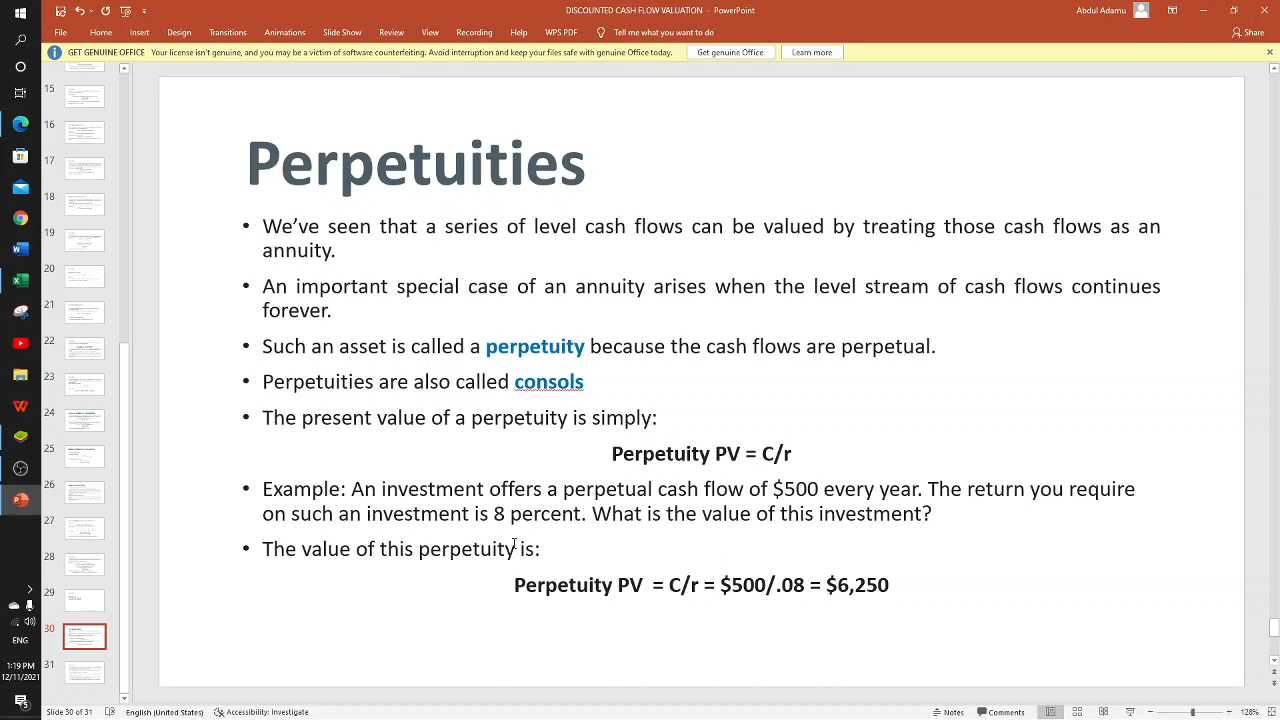 DISCOUNTED CASH FLOW VALUATION - PowerPoint
Abdul Adamu
File Home Insert Design Transitions Animations Slide Show Review View Recording Help WPS PDF Tell me what you want to do Share
GET GENUINE OFFICE Your license isn't genuine, and you may be a victim of software counterfeiting. Avoid interruption and keep your files safe with genuine Office today. Get genuine Office Learn more
15
16
17
18
19
20
21
22
23
24
25
26
27
28
29
30
31
Perpetuities
• We've seen that a series of level cash flows can be valued by treating those cash flows as an
annuity.
• An important special case of an annuity arises when the level stream of cash flows continues
forever.
• Such an asset is called a perpetuity because the cash flows are perpetual.
• Perpetuities are also called consols
• The present value of a perpetuity is simply:
Perpetuity PV = C/r
• Example: An investment offers a perpetual cash flow of $500 every year. The return you require
on such an investment is 8 percent. What is the value of this investment?
• The value of this perpetuity is:
Perpetuity PV = C/r = $500/.08 = $6,250
ENG
1:19 PM
12/11/2021
Slide 30 of 31 English (United States) Accessibility: Investigate Notes Comments 128%